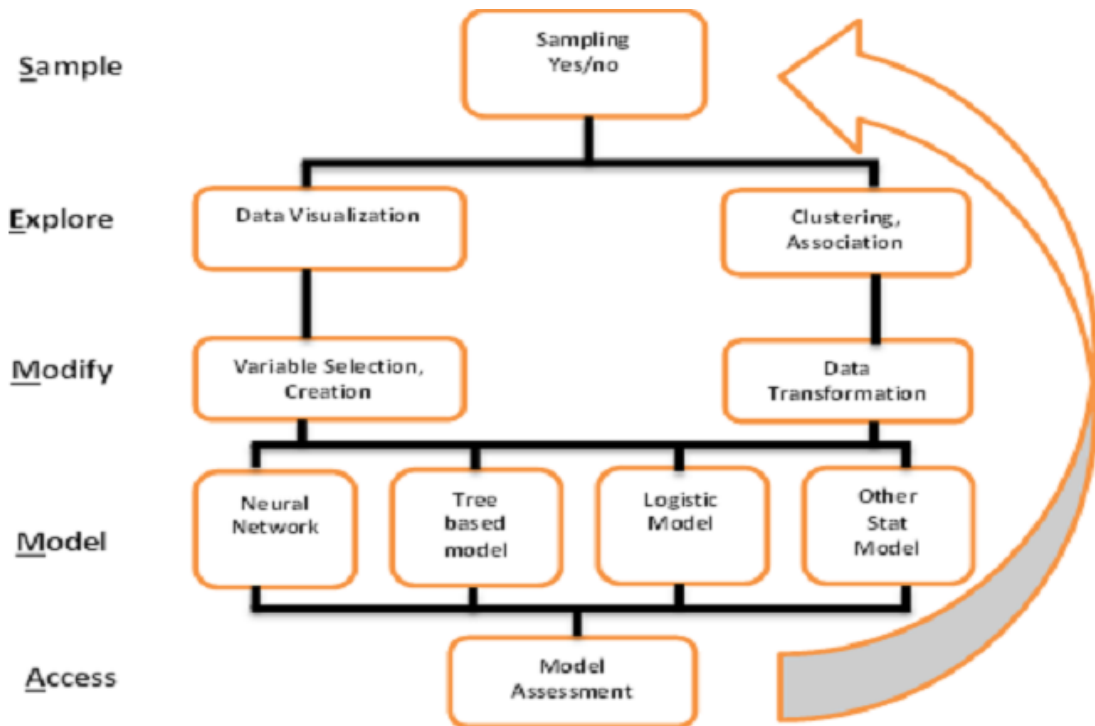 Sample
Sampling
Yes/no
Explore
Data Visualization
Clustering,
Association
Modify
Variable Selection,
Creation
Data
Transformation
Model
Neural
Network
Tree
based
model
Logistic
Model
Other
Stat
Model
Access
Model
Assessment